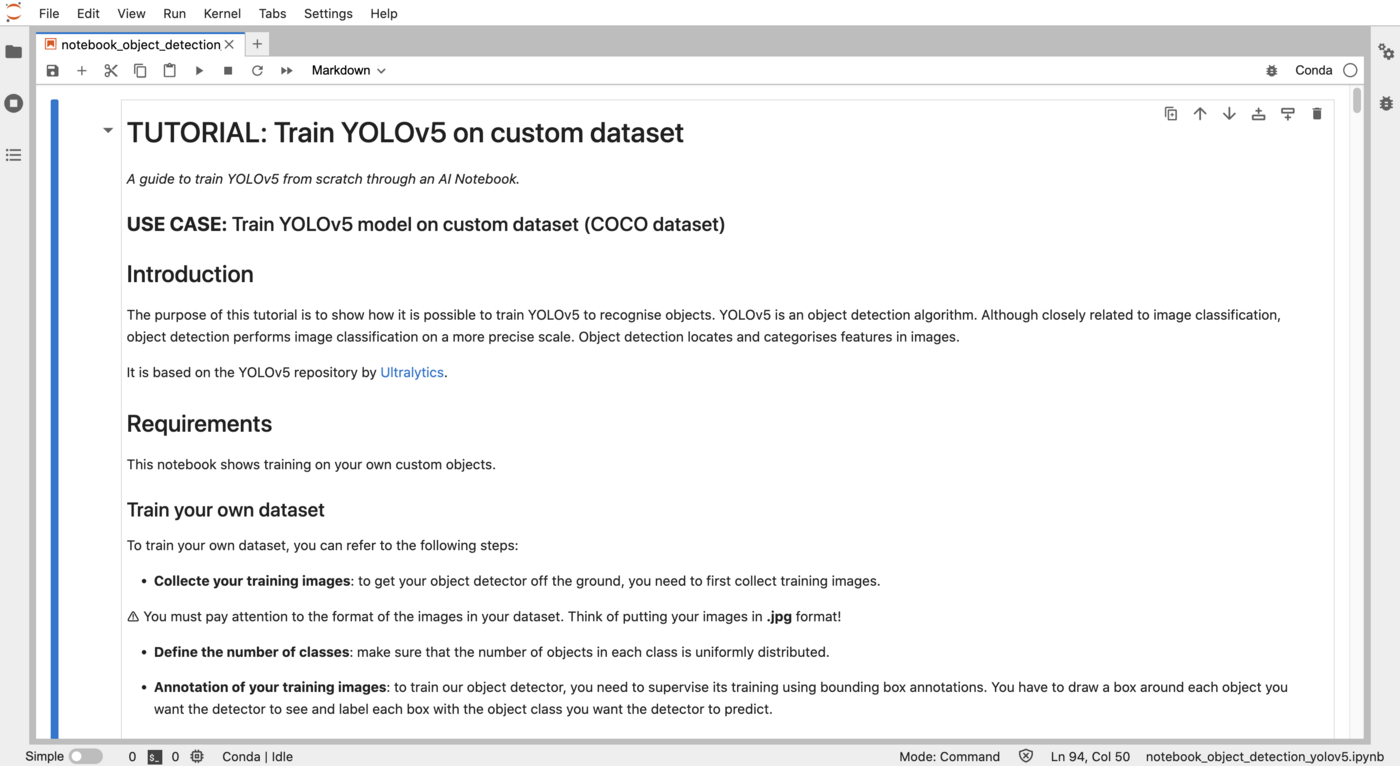 File Edit View Run Kernel Tabs Settings Help
notebook_object_detection
Markdown
Conda
TUTORIAL: Train YOLOv5 on custom dataset
A guide to train YOLOv5 from scratch through an AI Notebook.
USE CASE: Train YOLOv5 model on custom dataset (COCO dataset)
Introduction
The purpose of this tutorial is to show how it is possible to train YOLOv5 to recognise objects. YOLOv5 is an object detection algorithm. Although closely related to image classification,
object detection performs image classification on a more precise scale. Object detection locates and categorises features in images.
It is based on the YOLOv5 repository by Ultralytics.
Requirements
This notebook shows training on your own custom objects.
Train your own dataset
To train your own dataset, you can refer to the following steps:
• Collecte your training images: to get your object detector off the ground, you need to first collect training images.
⚠ You must pay attention to the format of the images in your dataset. Think of putting your images in .jpg format!
• Define the number of classes: make sure that the number of objects in each class is uniformly distributed.
• Annotation of your training images: to train our object detector, you need to supervise its training using bounding box annotations. You have to draw a box around each object you
want the detector to see and label each box with the object class you want the detector to predict.
Simple 0 $_ 0 Conda | Idle Mode: Command Ln 94, Col 50 notebook_object_detection_yolov5.ipynb